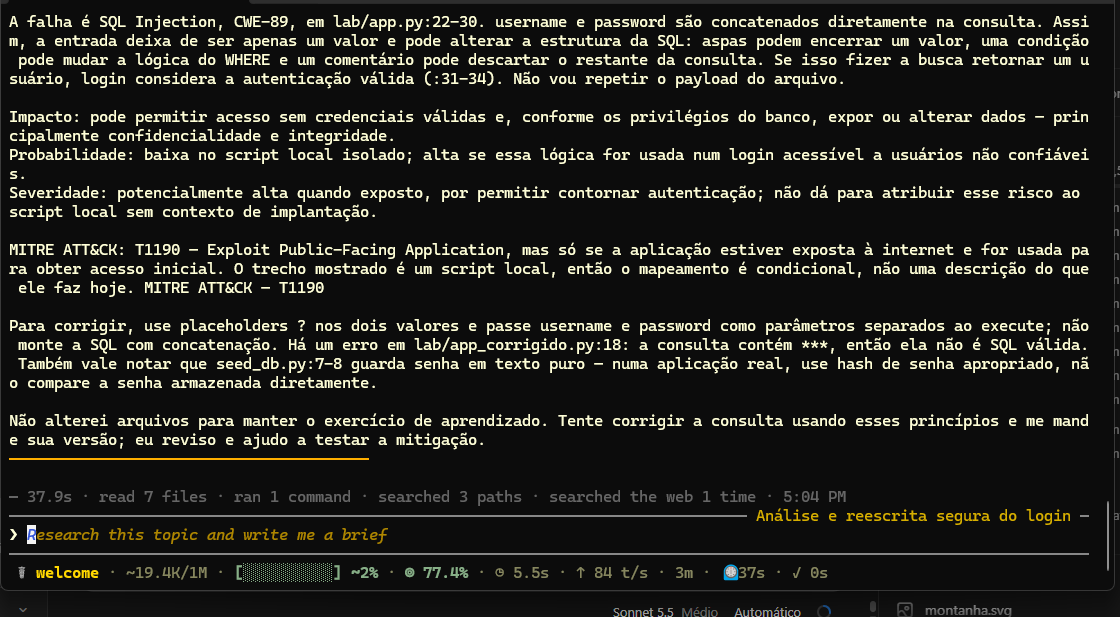 A falha é SQL Injection, CWE-89, em lab/app.py:22-30. username e password são concatenados diretamente na consulta. Assi
m, a entrada deixa de ser apenas um valor e pode alterar a estrutura da SQL: aspas podem encerrar um valor, uma condição
pode mudar a lógica do WHERE e um comentário pode descartar o restante da consulta. Se isso fizer a busca retornar um u
suário, login considera a autenticação válida (:31-34). Não vou repetir o payload do arquivo.
Impacto: pode permitir acesso sem credenciais válidas e, conforme os privilégios do banco, expor ou alterar dados — prin
cipalmente confidencialidade e integridade.
Probabilidade: baixa no script local isolado; alta se essa lógica for usada num login acessível a usuários não confiávei
s.
Severidade: potencialmente alta quando exposto, por permitir contornar autenticação; não dá para atribuir esse risco ao
script local sem contexto de implantação.
MITRE ATT&CK: T1190 — Exploit Public-Facing Application, mas só se a aplicação estiver exposta à internet e for usada pa
ra obter acesso inicial. O trecho mostrado é um script local, então o mapeamento é condicional, não uma descrição do que
ele faz hoje. MITRE ATT&CK — T1190
Para corrigir, use placeholders ? nos dois valores e passe username e password como parâmetros separados ao execute; não
monte a SQL com concatenação. Há um erro em lab/app_corrigido.py:18: a consulta contém ***, então ela não é SQL válida.
Também vale notar que seed_db.py:7-8 guarda senha em texto puro — numa aplicação real, use hash de senha apropriado, nã
o compare a senha armazenada diretamente.
Não alterei arquivos para manter o exercício de aprendizado. Tente corrigir a consulta usando esses princípios e me mand
e sua versão; eu reviso e ajudo a testar a mitigação.
— 37.9s · read 7 files · ran 1 command · searched 3 paths · searched the web 1 time · 5:04 PM
Análise e reescrita segura do login
❯ Research this topic and write me a brief
welcome · ~19.4K/1M · [ ] ~2% · 77.4% · 5.5s · ↑ 84 t/s · 3m · 37s · ✓ 0s
Sonnet 5.5 Médio Automático montanha.svg